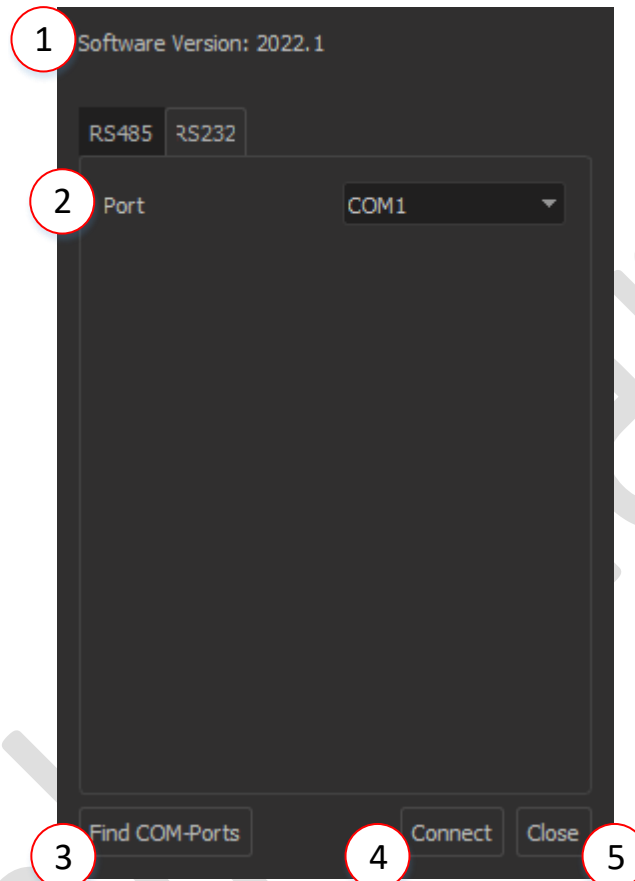 1 Software Version: 2022.1
RS485 RS232
2 Port COM1
Find COM-Ports Connect Close
3 4 5